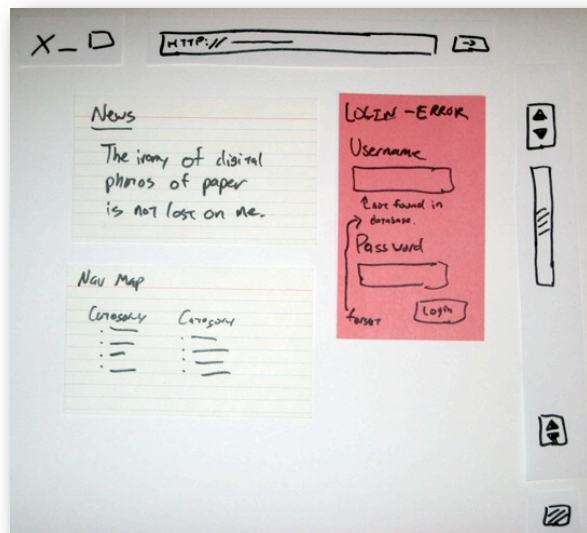 X _
HTTP://
News
The irony of digital
photos of paper
is not lost on me.
Nav Map
Category Category
LOGIN - ERROR
Username
not found in
database.
Password
forgot
Login